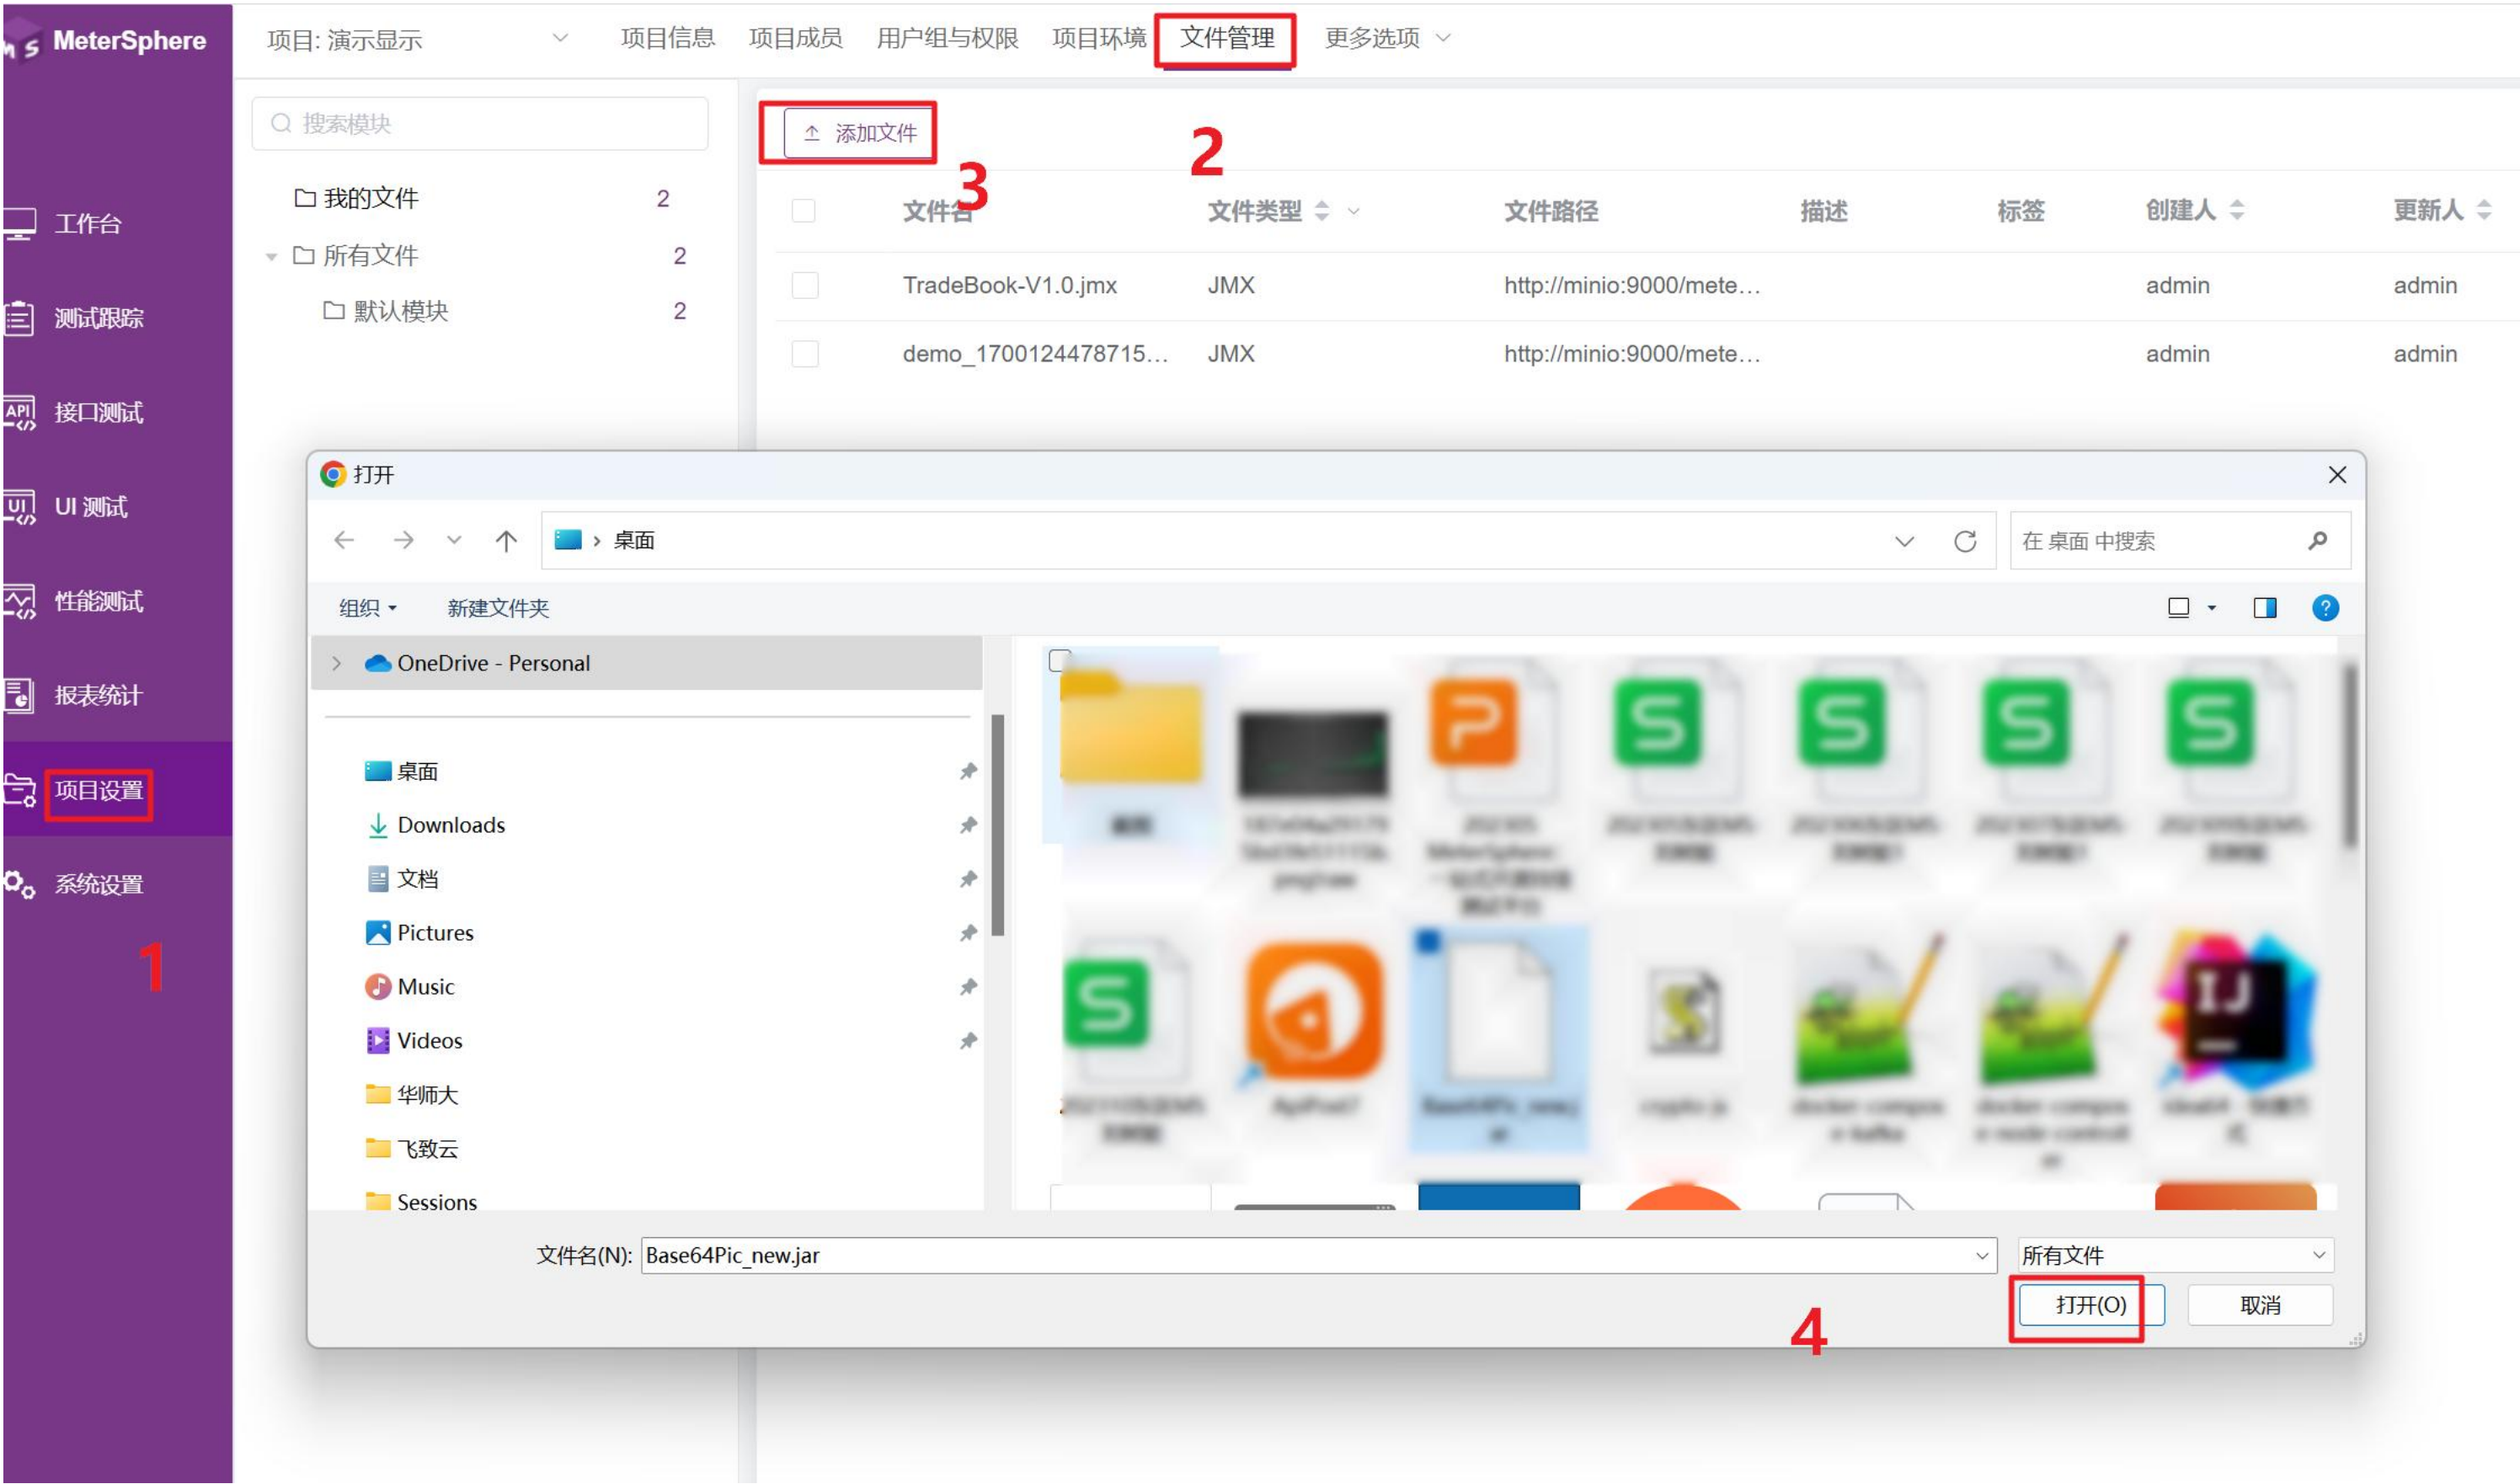 MeterSphere
项目: 演示显示
项目信息
项目成员
用户组与权限
项目环境
文件管理
更多选项
搜索模块
添加文件
2
3
我的文件 2
所有文件 2
默认模块 2
文件名 文件类型 文件路径 描述 标签 创建人 更新人
TradeBook-V1.0.jmx JMX http://minio:9000/mete... admin admin
demo_1700124478715... JMX http://minio:9000/mete... admin admin
工作台
测试跟踪
API 接口测试
UI UI 测试
性能测试
报表统计
项目设置
系统设置
1
打开
桌面
在 桌面 中搜索
组织
新建文件夹
OneDrive - Personal
桌面
Downloads
文档
Pictures
Music
Videos
华师大
飞致云
Sessions
文件名(N): Base64Pic_new.jar
所有文件
打开(O)
取消
4